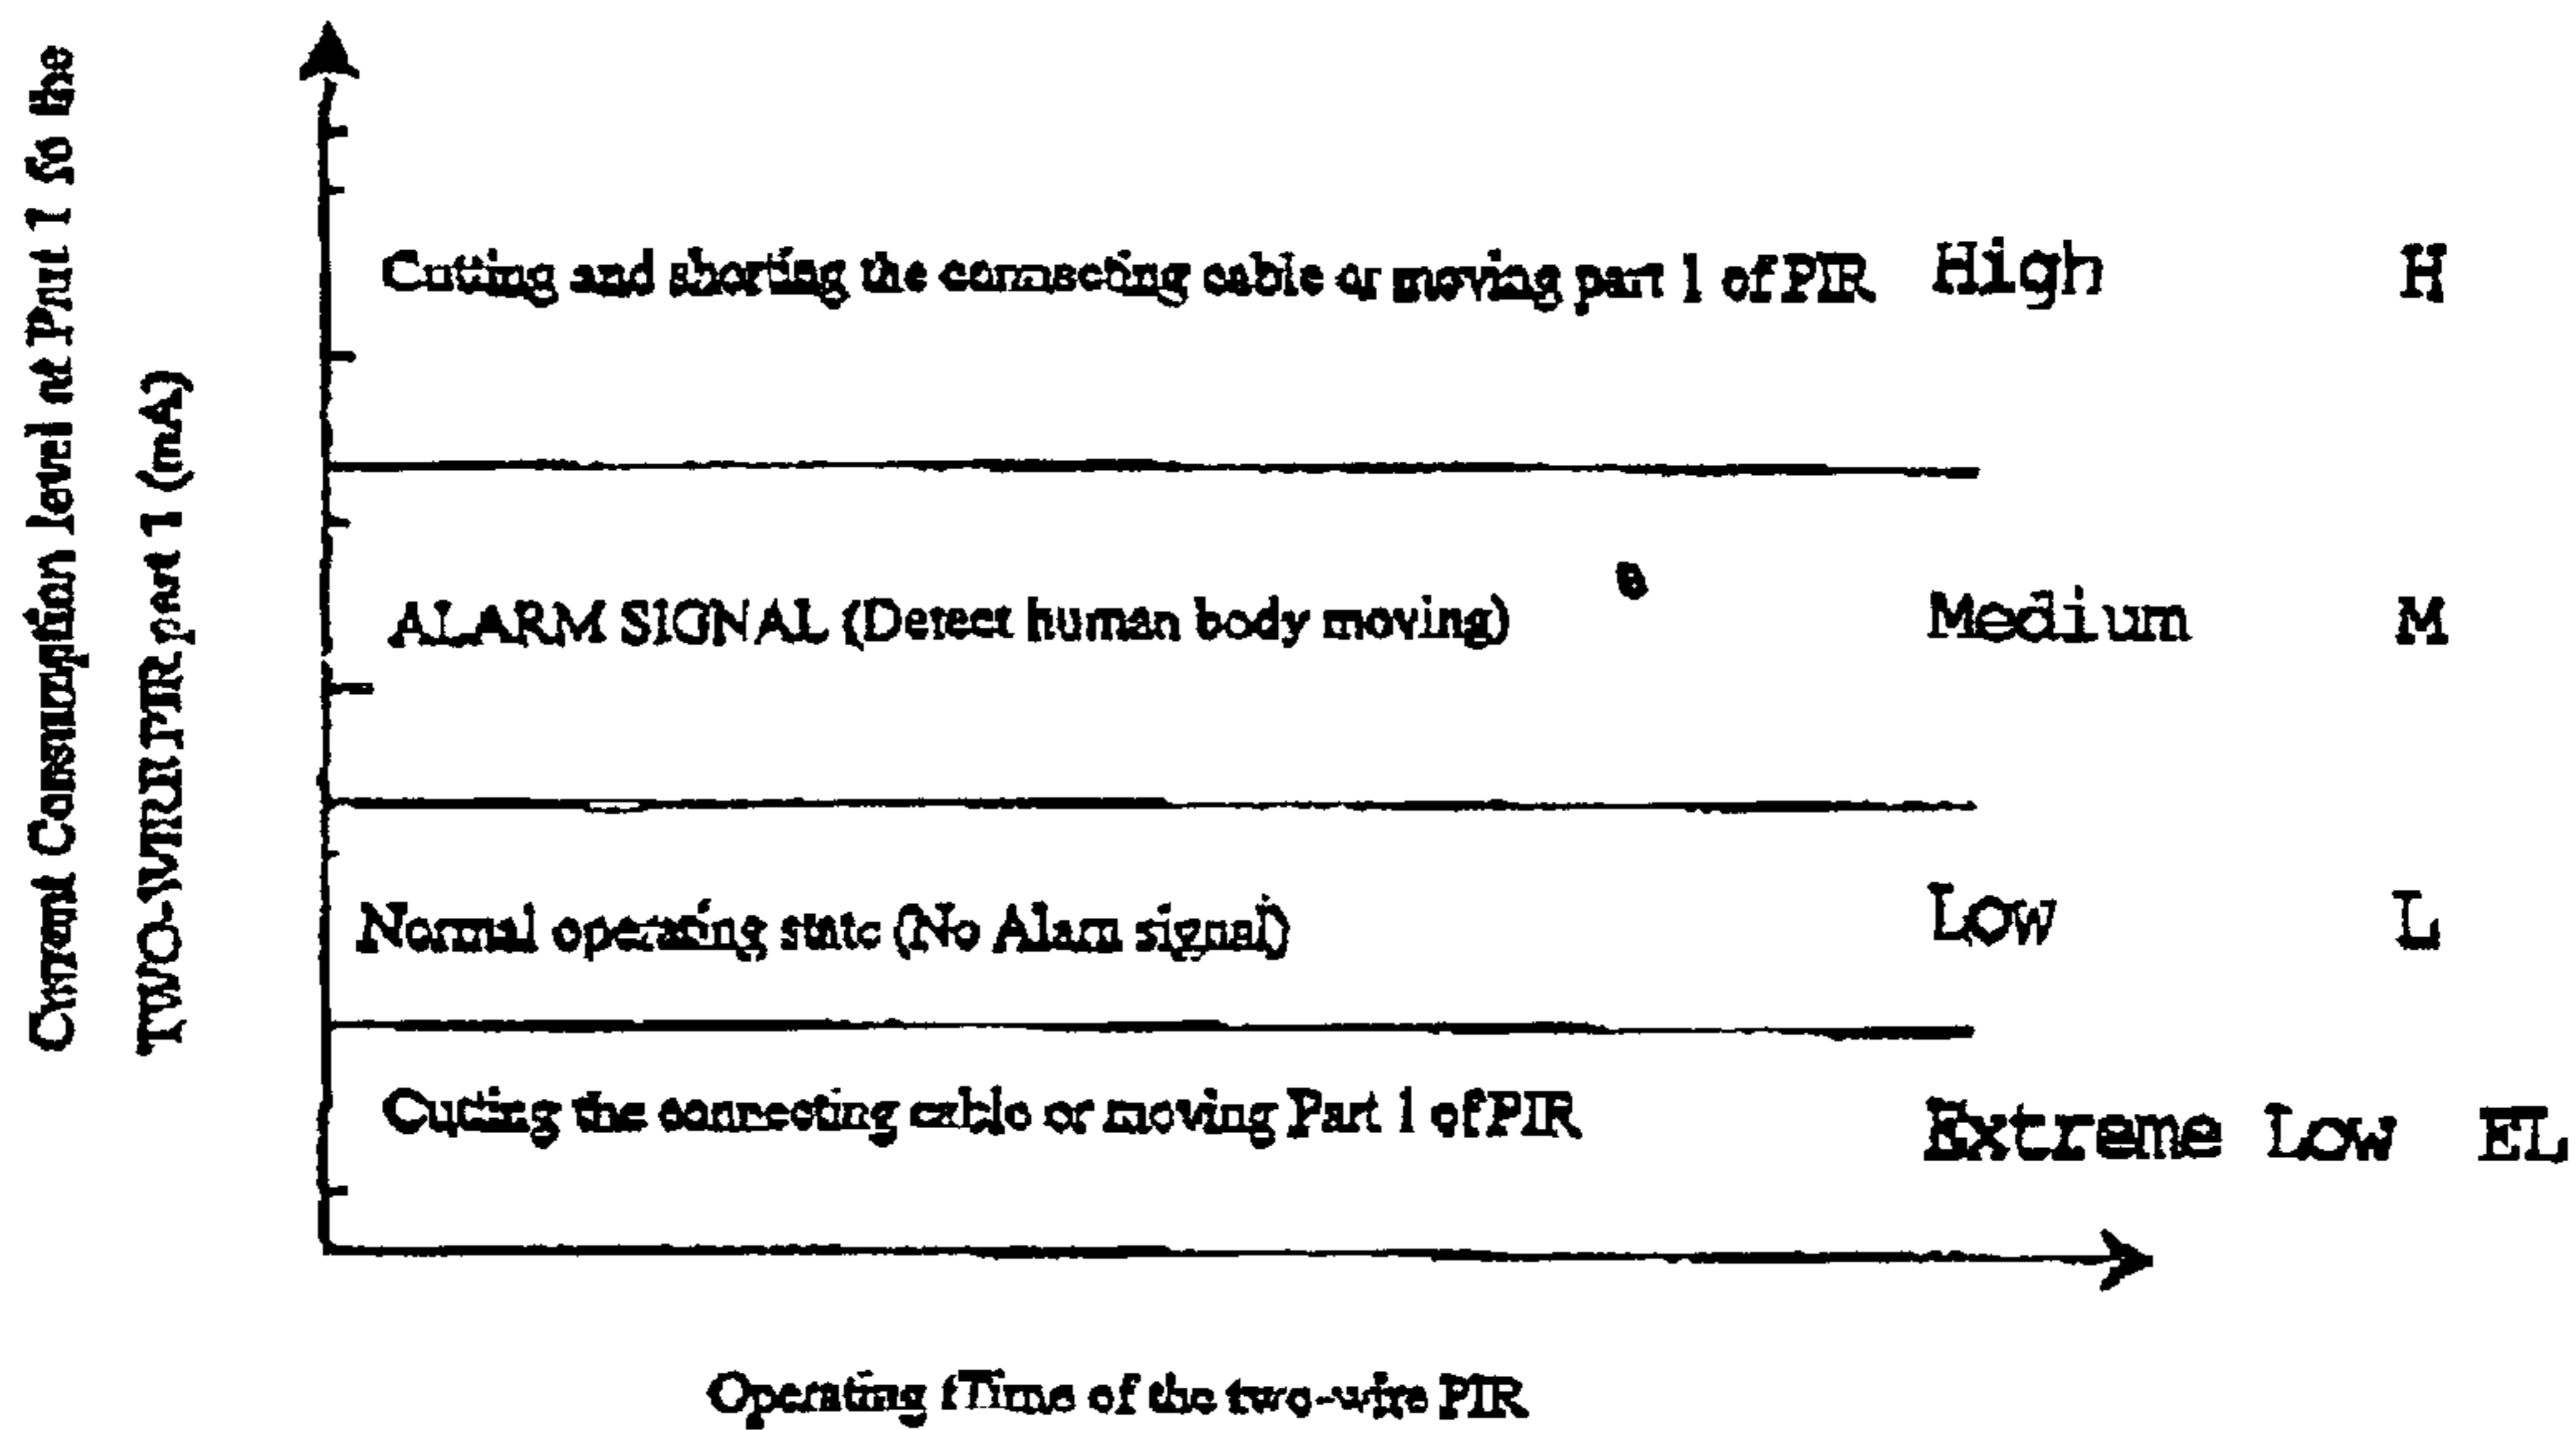 Current Consumption level at Part 1 fo the
TWO-WIRE PIR part 1 (mA)
Cutting and shorting the connecting cable or moving part 1 of PIR High H
ALARM SIGNAL (Detect human body moving) Medium M
Normal operating state (No Alam signal) Low L
Cutting the connecting cable or moving Part 1 of PIR Extreme Low EL
Operating tTime of the two-wire PIR